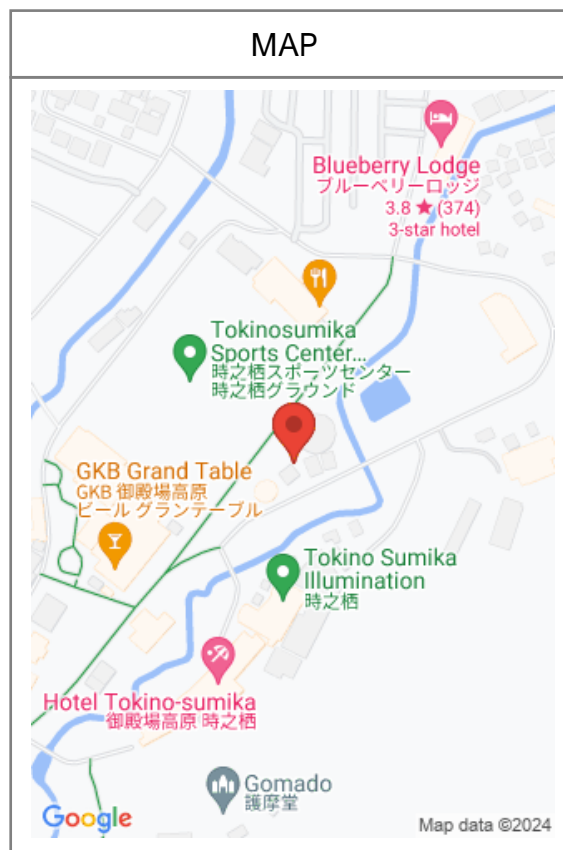 MAP
Blueberry Lodge
ブルーベリーロッジ
3.8 ★ (374)
3-star hotel
Tokinosumika
Sports Center...
時之栖スポーツセンター
時之栖グラウンド
GKB Grand Table
GKB 御殿場高原
ビール グランテーブル
Tokino Sumika
Illumination
時之栖
Hotel Tokino-sumika
御殿場高原 時之栖
Gomado
護摩堂
Google
Map data ©2024